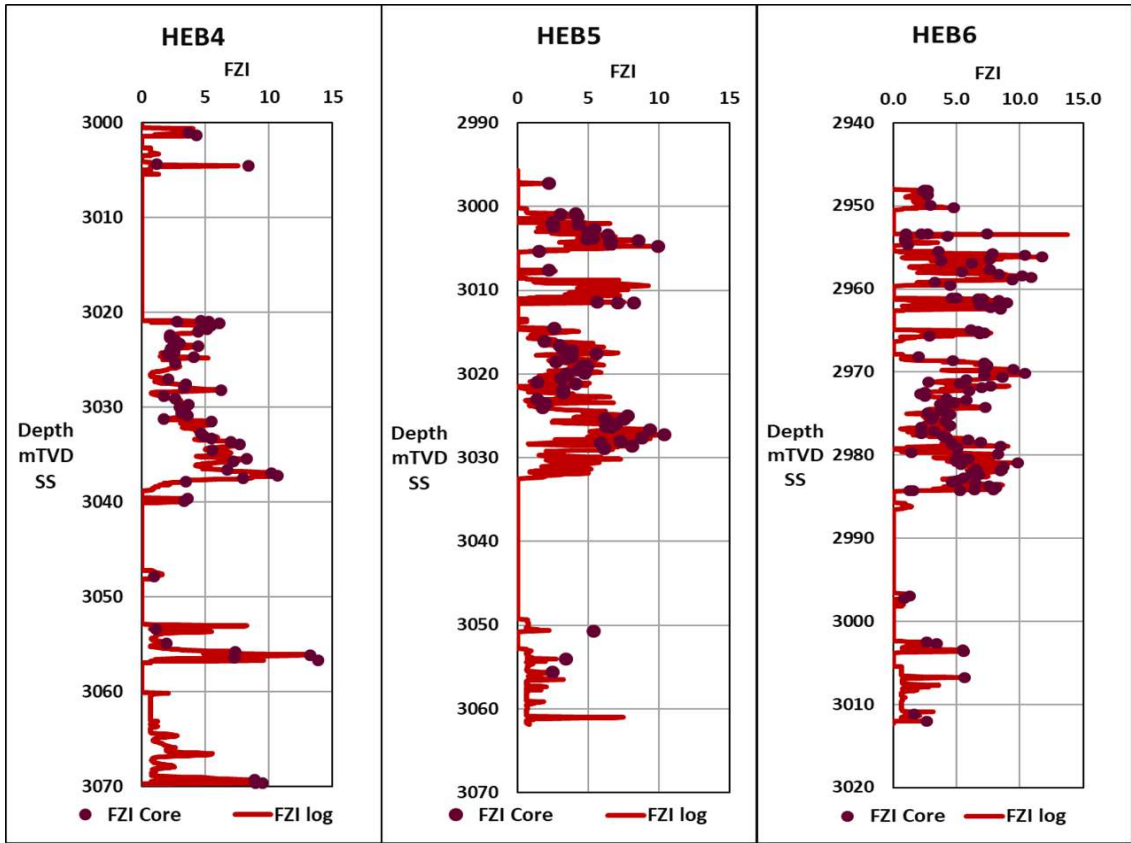 HEB4
FZI
0 5 10 15
3000
3010
3020
3030
3040
3050
3060
3070
Depth
mTVD
SS
FZI Core FZI log
HEB5
FZI
0 5 10 15
2990
3000
3010
3020
3030
3040
3050
3060
3070
Depth
mTVD
SS
FZI Core FZI log
HEB6
FZI
0.0 5.0 10.0 15.0
2940
2950
2960
2970
2980
2990
3000
3010
3020
Depth
mTVD
SS
FZI Core FZI log